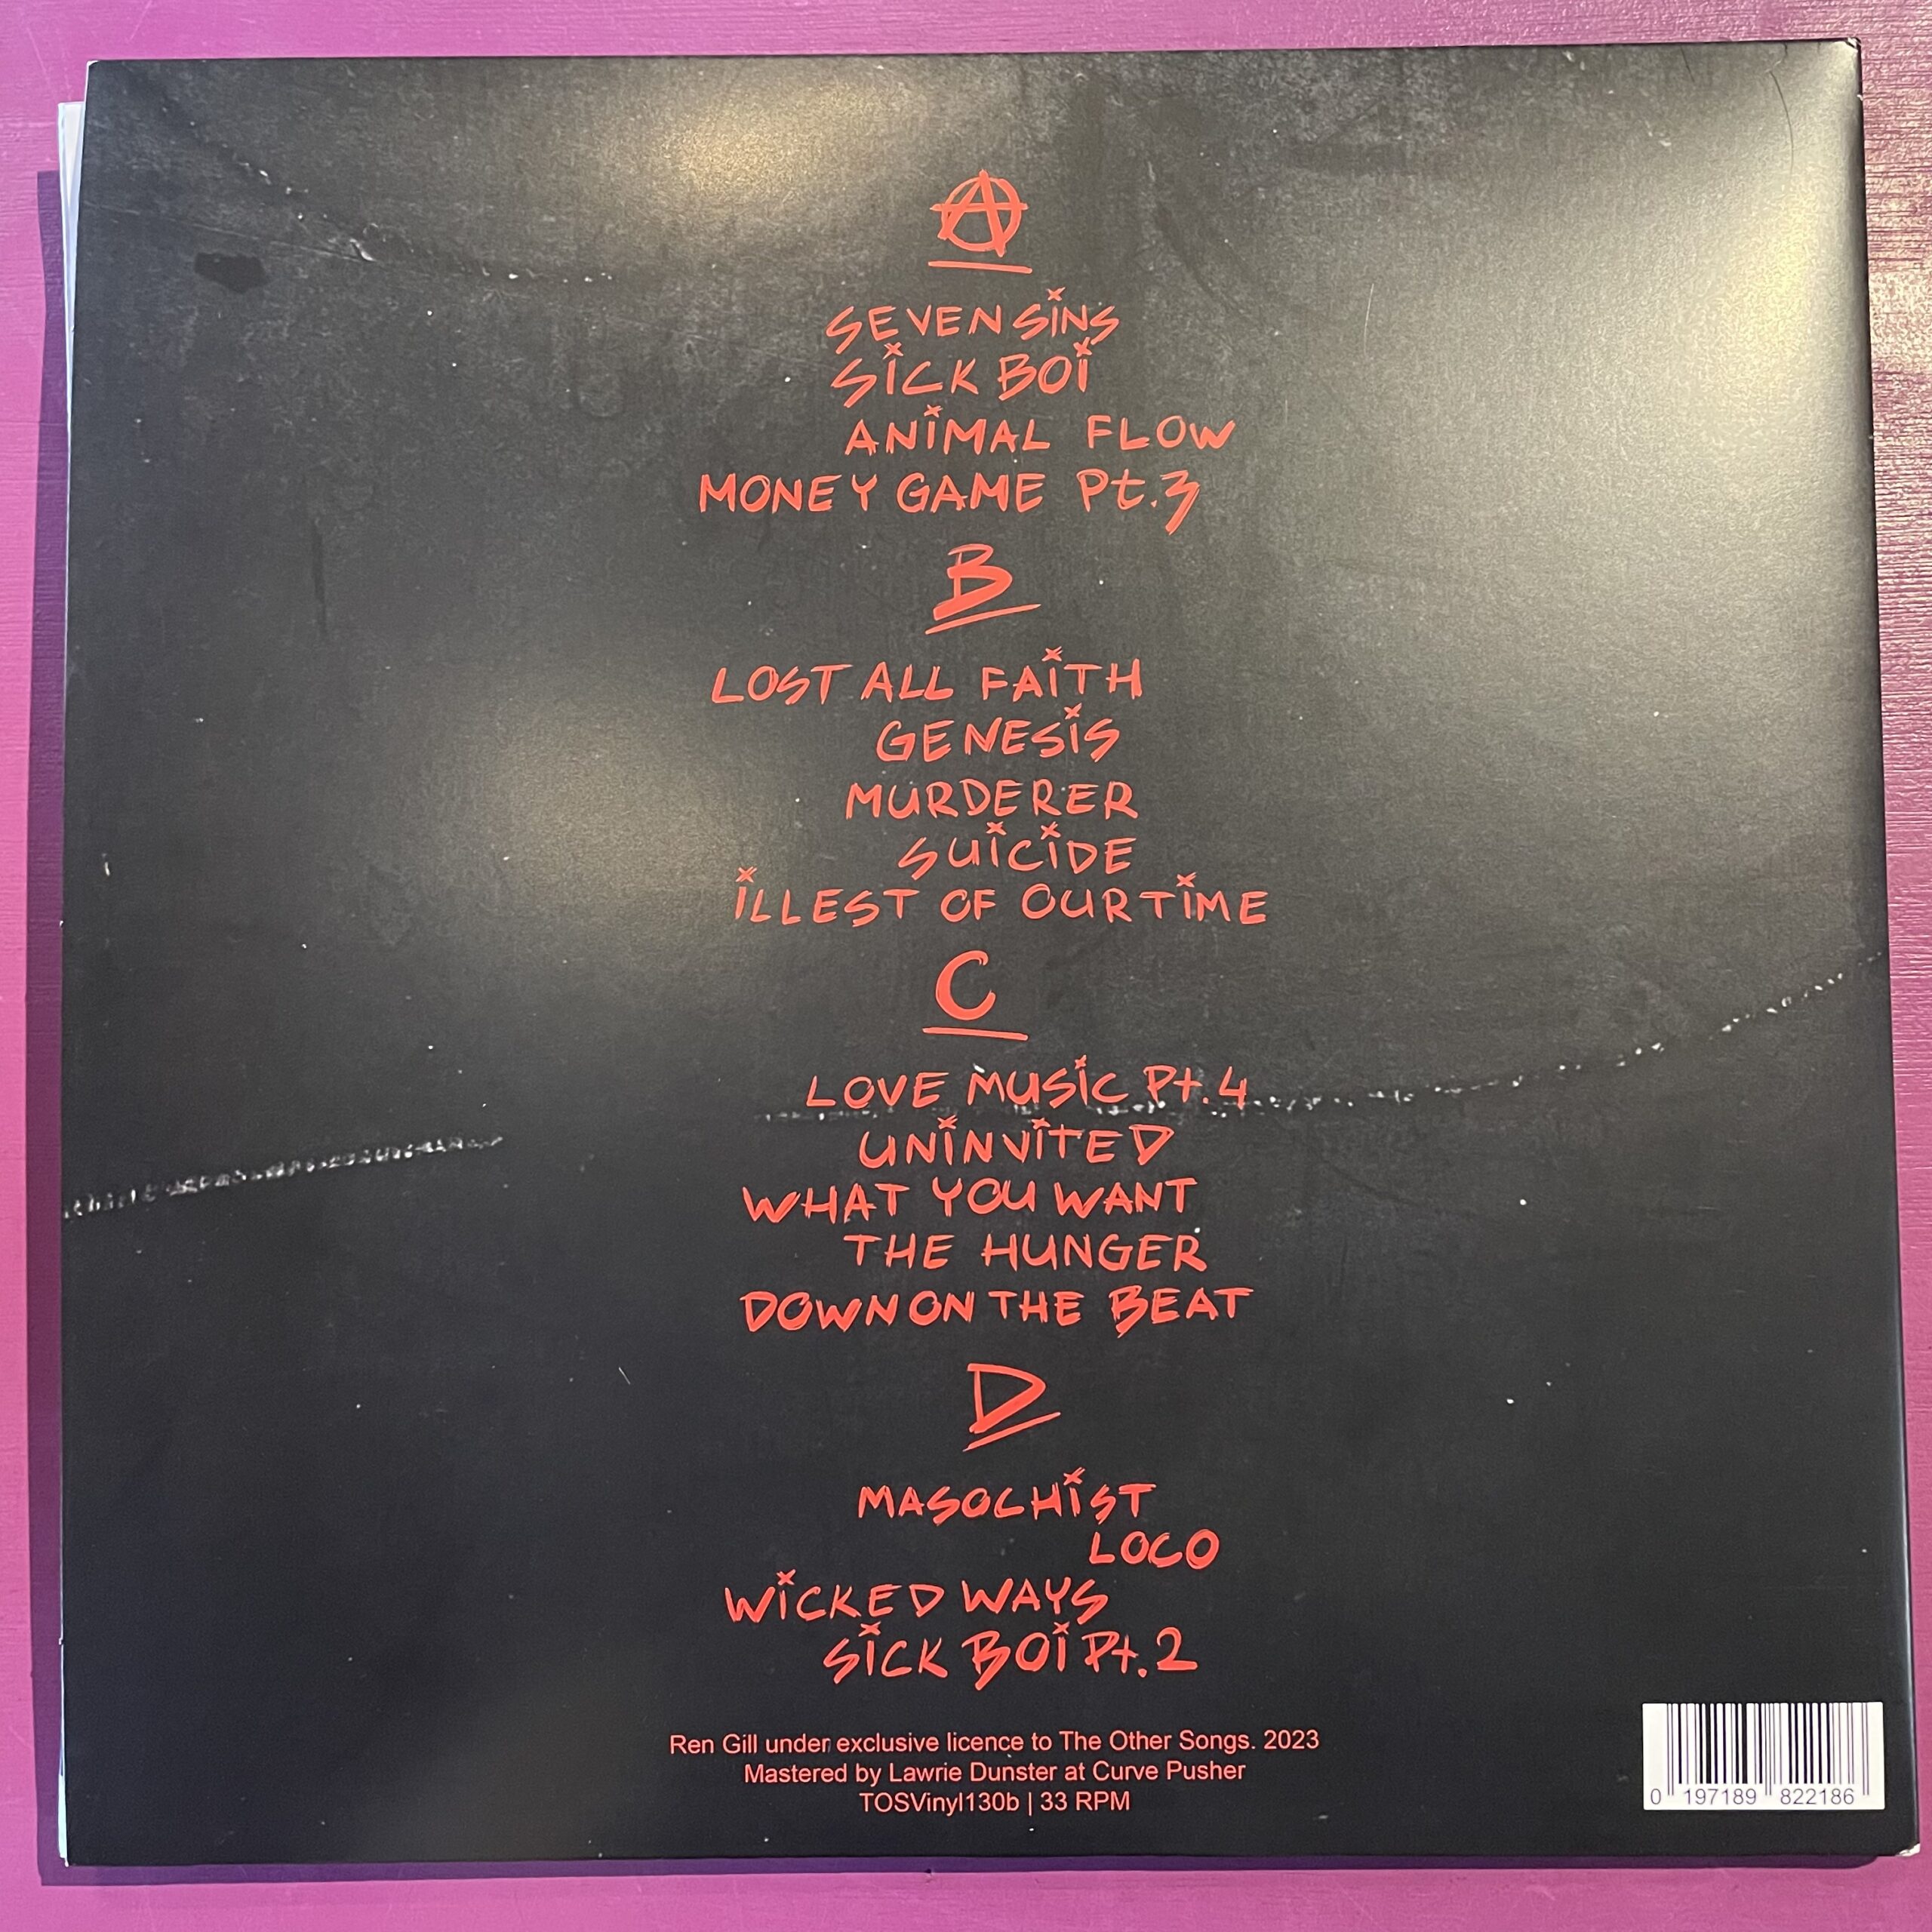 A
SEVEN SINS
SICK BOI
ANIMAL FLOW
MONEY GAME Pt.3
B
LOST ALL FAITH
GENESIS
MURDERER
SUICIDE
ILLEST OF OUR TIME
C
LOVE MUSIC Pt.4
UNINVITED
WHAT YOU WANT
THE HUNGER
DOWN ON THE BEAT
D
MASOCHIST
LOCO
WICKED WAYS
SICK BOI Pt.2
Ren Gill under exclusive licence to The Other Songs. 2023
Mastered by Lawrie Dunster at Curve Pusher
TOSVinyl130b | 33 RPM
0 197189 822186